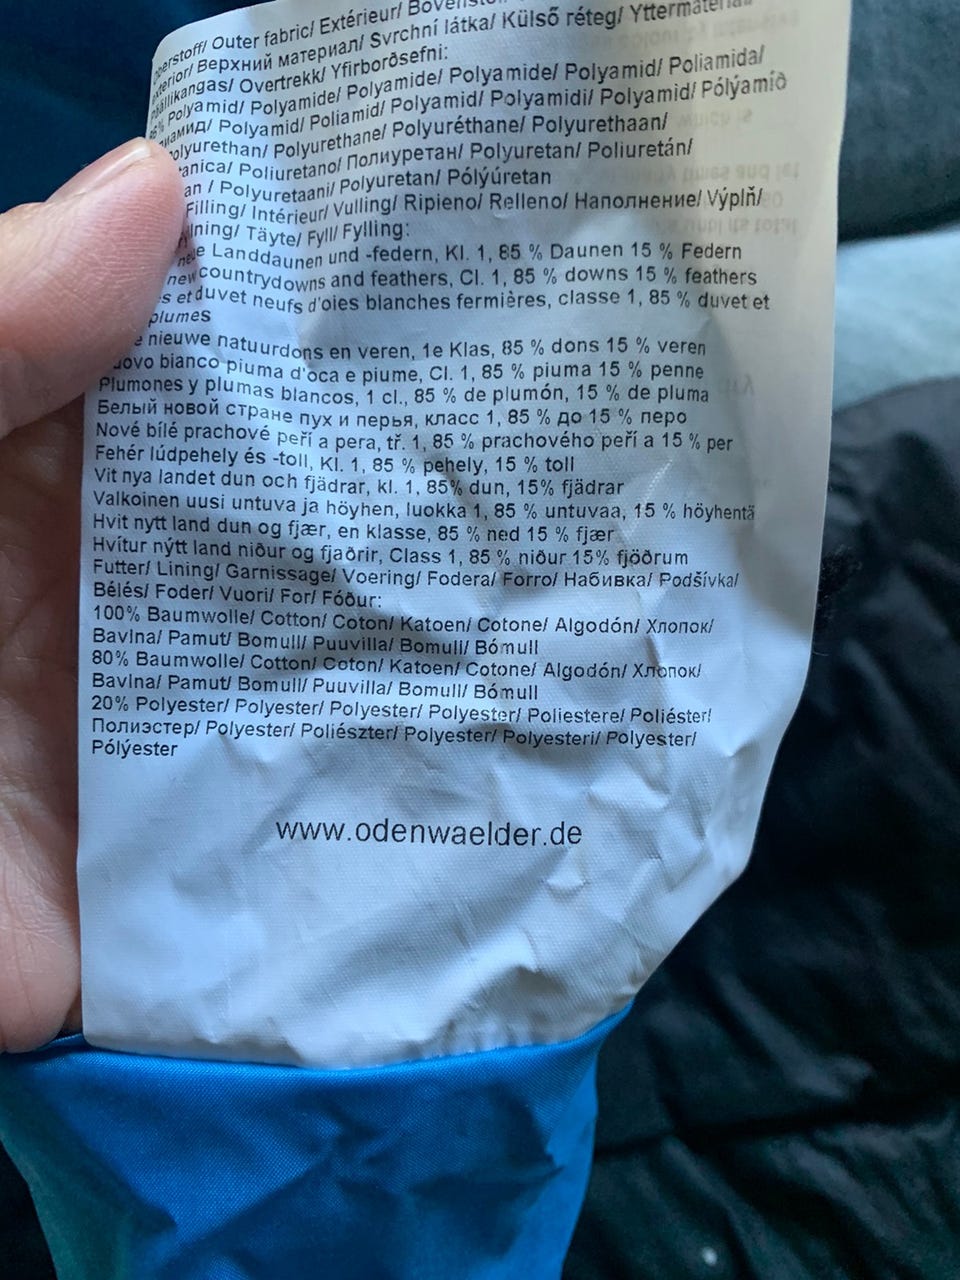 Outer fabric/ Extérieur/
Верхний материал/ Svrchní látka/ Külső réteg/
Overtrekk/ Yfirborðsefni:
Polyamid/ Polyamide/ Polyamide/ Polyamide/ Polyamid/ Poliamida/
Polyamid/ Poliamid/ Polyamid/ Polyamidi/ Polyamid/ Pólýamíð
Polyurethane/ Polyuréthane/ Polyurethaan/
Poliuretano/ Полиуретан/ Polyuretan/ Poliuretán/
/ Polyuretaani/ Polyuretan/ Pólýúretan
Filling/ Intérieur/ Vulling/ Ripieno/ Relleno/ Наполнение/ Výplň/
Täyte/ Fyll/ Fylling:
Landdaunen und -federn, Kl. 1, 85 % Daunen 15 % Federn
new countrydowns and feathers, Cl. 1, 85 % downs 15 % feathers
et duvet neufs d'oies blanches fermières, classe 1, 85 % duvet et
plumes
nieuwe natuurdons en veren, 1e Klas, 85 % dons 15 % veren
bianco piuma d'oca e piume, Cl. 1, 85 % piuma 15 % penne
Plumones y plumas blancos, 1 cl., 85 % de plumón, 15 % de pluma
Белый новой стране пух и перья, класс 1, 85 % до 15 % перо
Nové bílé prachové peří a pera, tř. 1, 85 % prachového peří a 15 % per
Fehér lúdpehely és -toll, Kl. 1, 85 % pehely, 15 % toll
Vit nya landet dun och fjädrar, kl. 1, 85% dun, 15% fjädrar
Valkoinen uusi untuva ja höyhen, luokka 1, 85 % untuvaa, 15 % höyhentä
Hvit nytt land dun og fjær, en klasse, 85 % ned 15 % fjær
Hvítur nýtt land niður og fjaðrir, Class 1, 85 % niður 15% fjöðrum
Futter/ Lining/ Garnissage/ Voering/ Fodera/ Forro/ Набивка/ Podšívka/
Bélés/ Foder/ Vuori/ For/ Fóður:
100% Baumwolle/ Cotton/ Coton/ Katoen/ Cotone/ Algodón/ Хлопок/
Bavlna/ Pamut/ Bomull/ Puuvilla/ Bomull/ Bómull
80% Baumwolle/ Cotton/ Coton/ Katoen/ Cotone/ Algodón/ Хлопок/
Bavlna/ Pamut/ Bomull/ Puuvilla/ Bomull/ Bómull
20% Polyester/ Polyester/ Polyester/ Polyester/ Poliestere/ Poliéster/
Полиэстер/ Polyester/ Poliészter/ Polyester/ Polyesteri/ Polyester/
Pólýester
www.odenwaelder.de